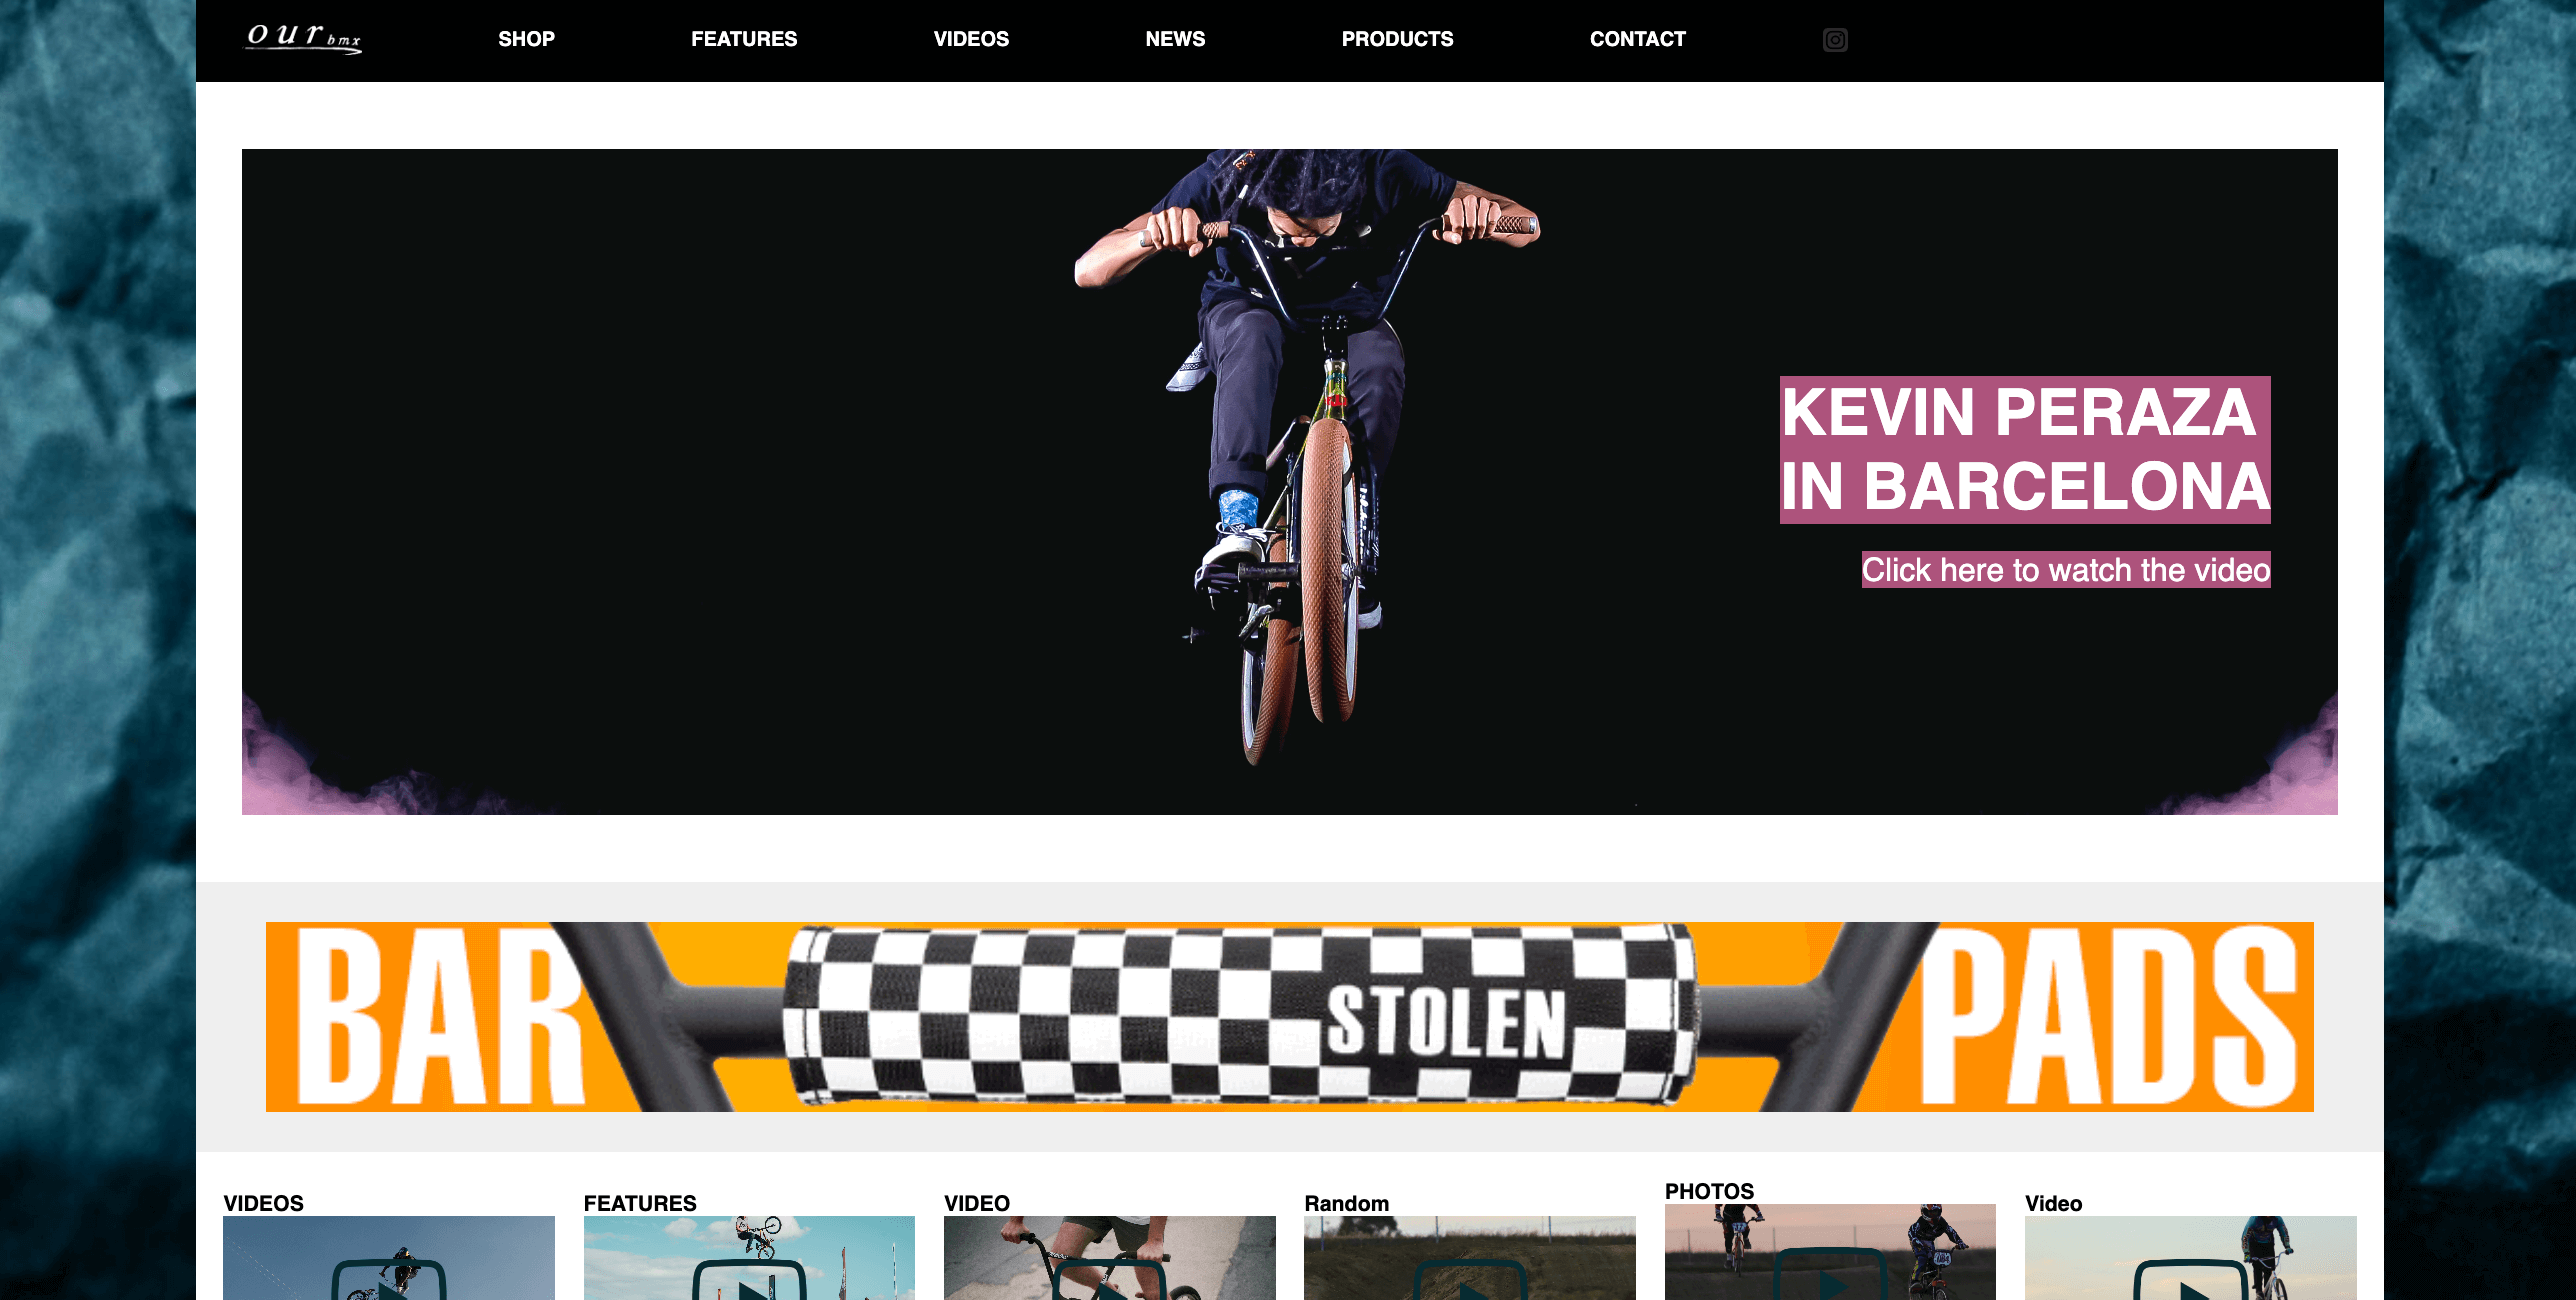 our bmx
SHOP
FEATURES
VIDEOS
NEWS
PRODUCTS
CONTACT
KEVIN PERAZA
IN BARCELONA
Click here to watch the video
BAR
STOLEN
PADS
VIDEOS
FEATURES
VIDEO
Random
PHOTOS
Video